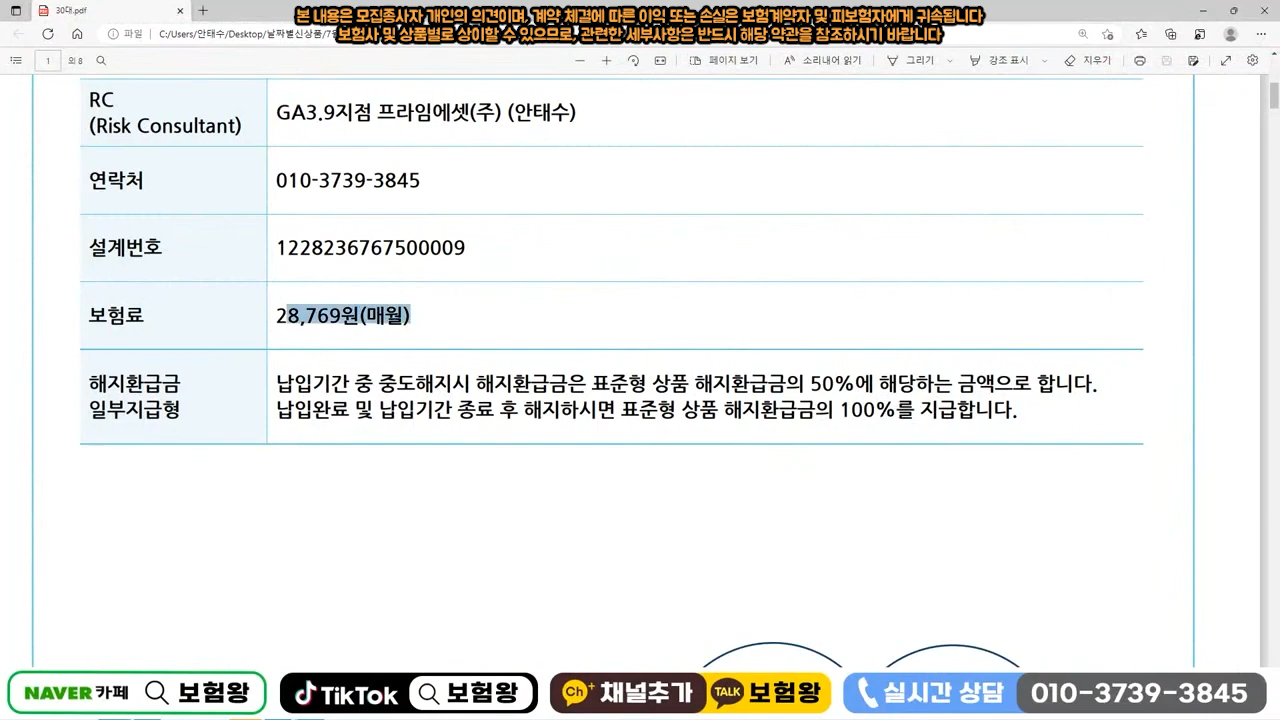 30대.pdf
본 내용은 모집종사자 개인의 의견이며, 계약 체결에 따른 이익 또는 손실은 보험계약자 및 피보험자에게 귀속됩니다
보험사 및 상품별로 상이할 수 있으므로, 관련한 세부사항은 반드시 해당 약관을 참조하시기 바랍니다
파일 C:/Users/안태수/Desktop/날짜별신상품/7월
1 의 8 페이지 보기 소리내어 읽기 그리기 강조 표시 지우기
RC
(Risk Consultant)
GA3.9지점 프라임에셋(주) (안태수)
연락처
010-3739-3845
설계번호
1228236767500009
보험료
28,769원(매월)
해지환급금
일부지급형
납입기간 중 중도해지시 해지환급금은 표준형 상품 해지환급금의 50%에 해당하는 금액으로 합니다.
납입완료 및 납입기간 종료 후 해지하시면 표준형 상품 해지환급금의 100%를 지급합니다.
NAVER 카페 보험왕
TikTok 보험왕
Ch+ 채널추가 TALK 보험왕
실시간 상담 010-3739-3845